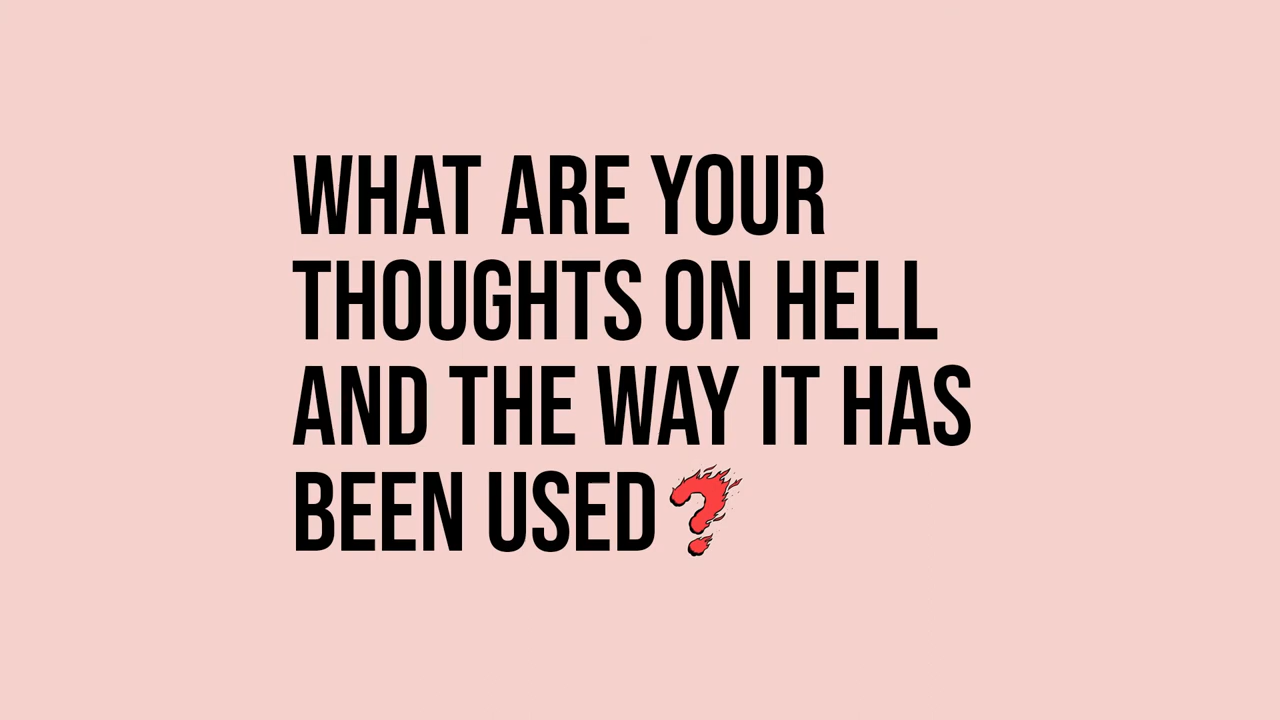 WHAT ARE YOUR
THOUGHTS ON HELL
AND THE WAY IT HAS
BEEN USED?